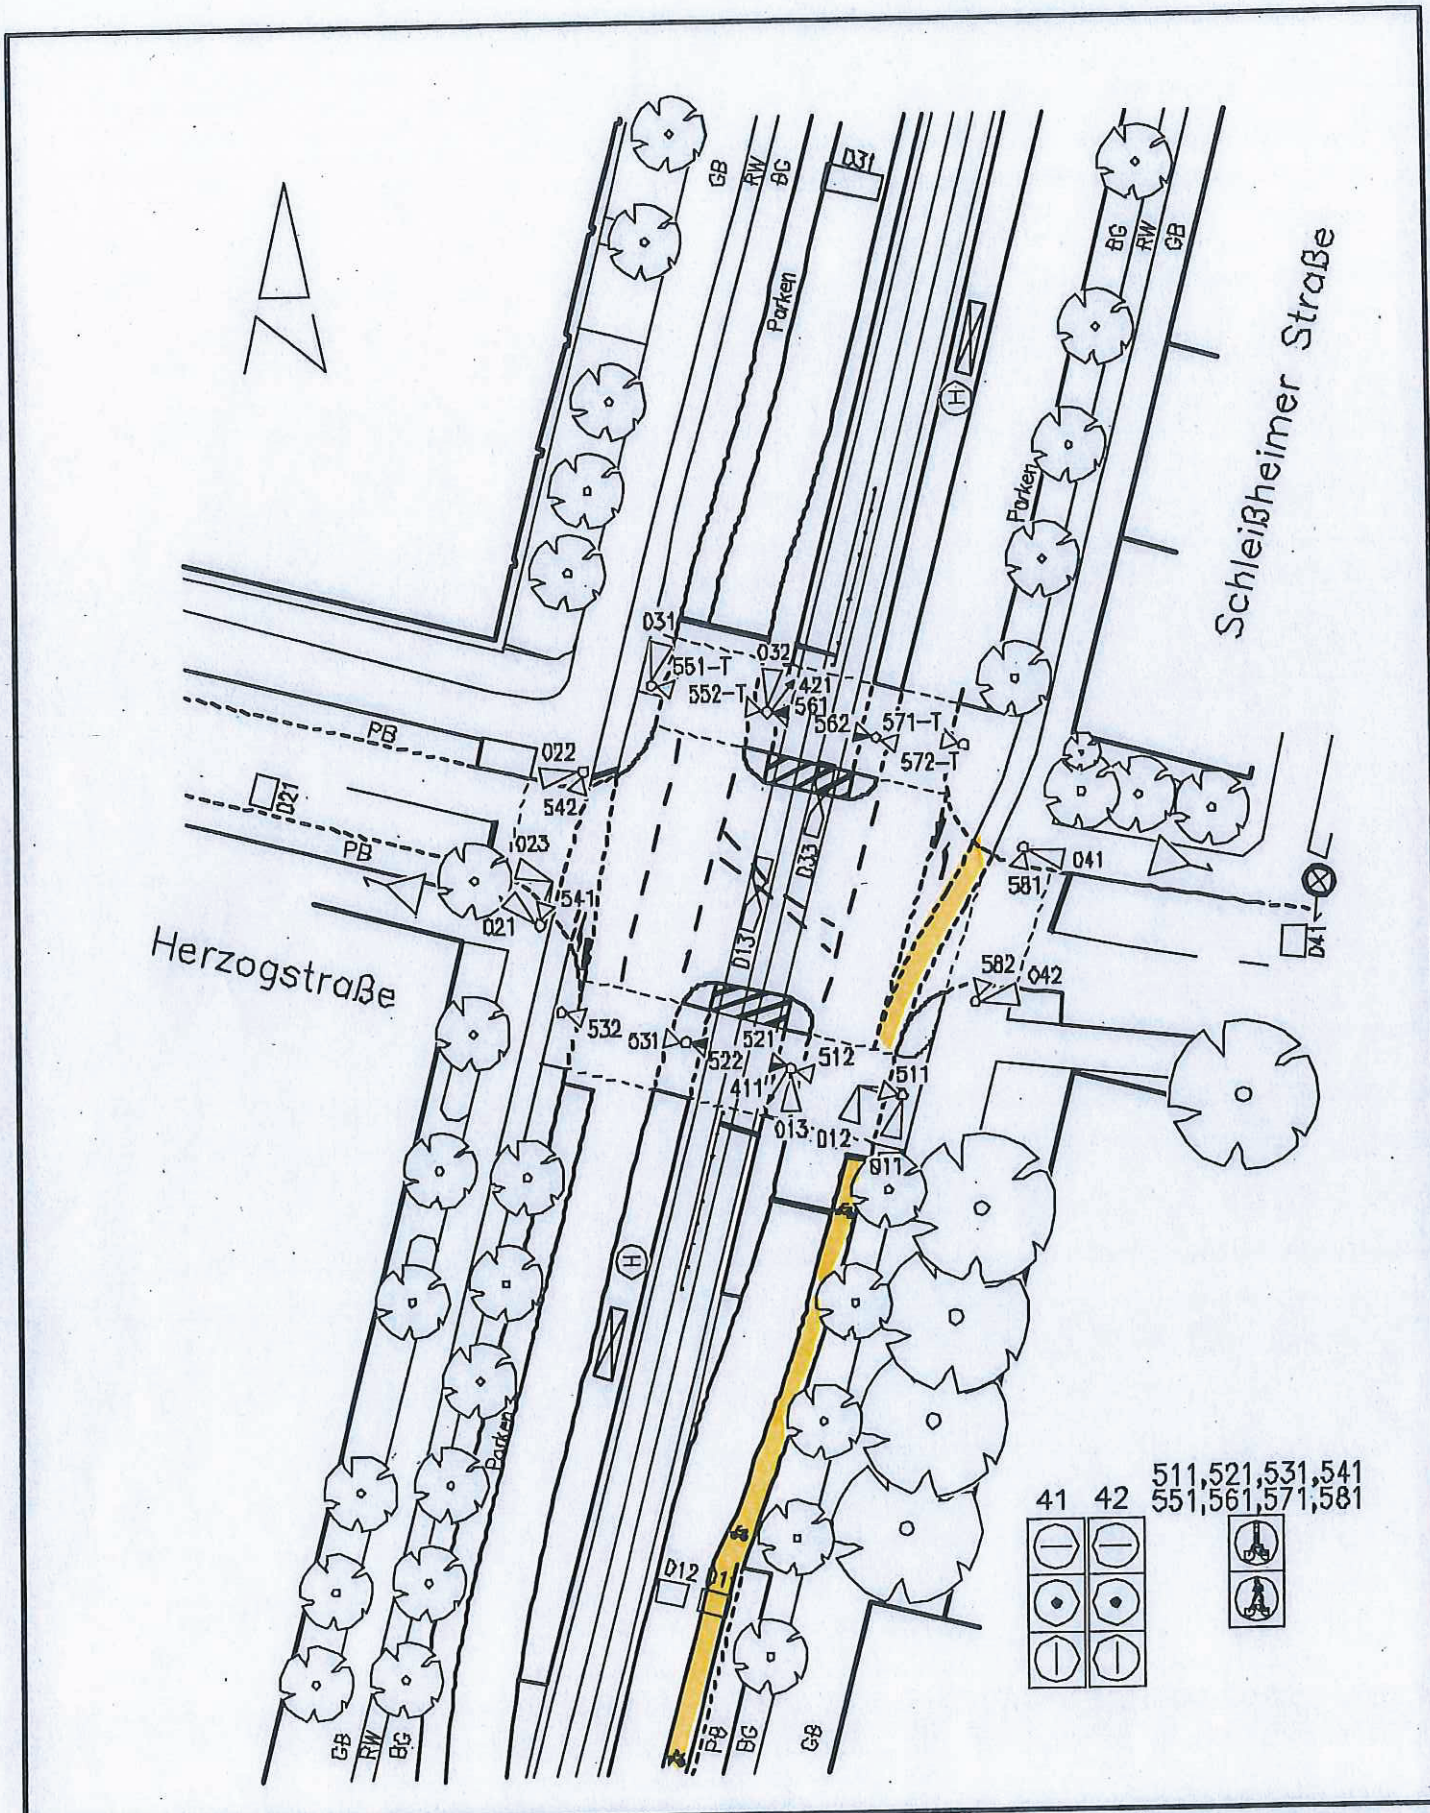 GB
RW
BG
D31
BG
RW
GB
Parken
N
H
Schleißheimer Straße
Parken
031
032
551-T
552-T
421
561
562
571-T
572-T
PB
022
542
D21
PB
023
541
021
D33
D13
041
581
D41
582
042
Herzogstraße
532
531
522
521
411
512
511
013
012
011
H
Parken
511,521,531,541
551,561,571,581
41
42
D12
D11
GB
RW
BG
PB
BG
GB